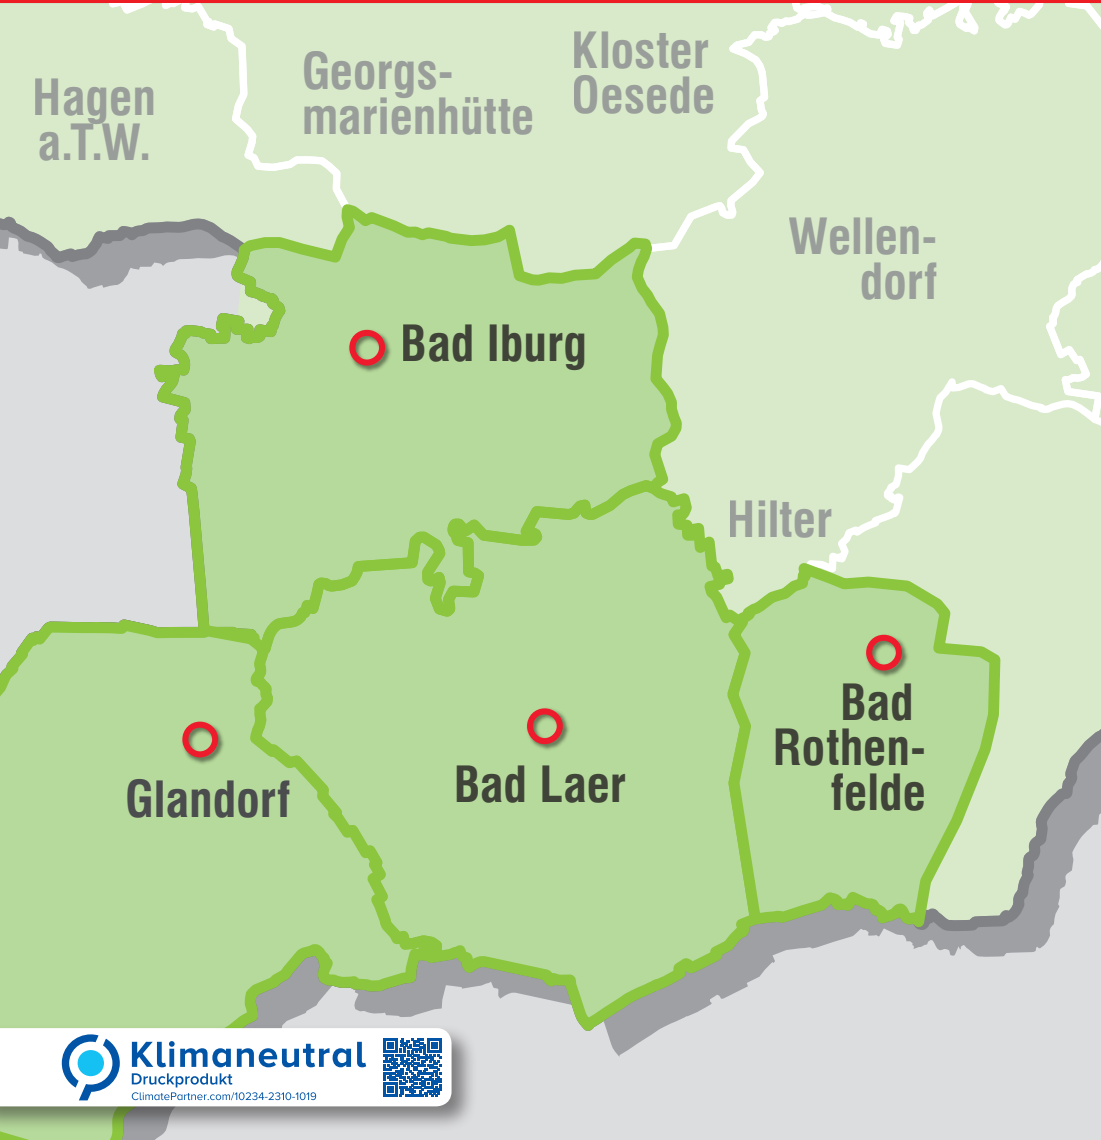 Hagen
a.T.W.
Georgs-
marienhütte
Kloster
Oesede
Wellen-
dorf
Bad Iburg
Hilter
Bad
Rothen-
felde
Glandorf
Bad Laer
Klimaneutral
Druckprodukt
ClimatePartner.com/10234-2310-1019